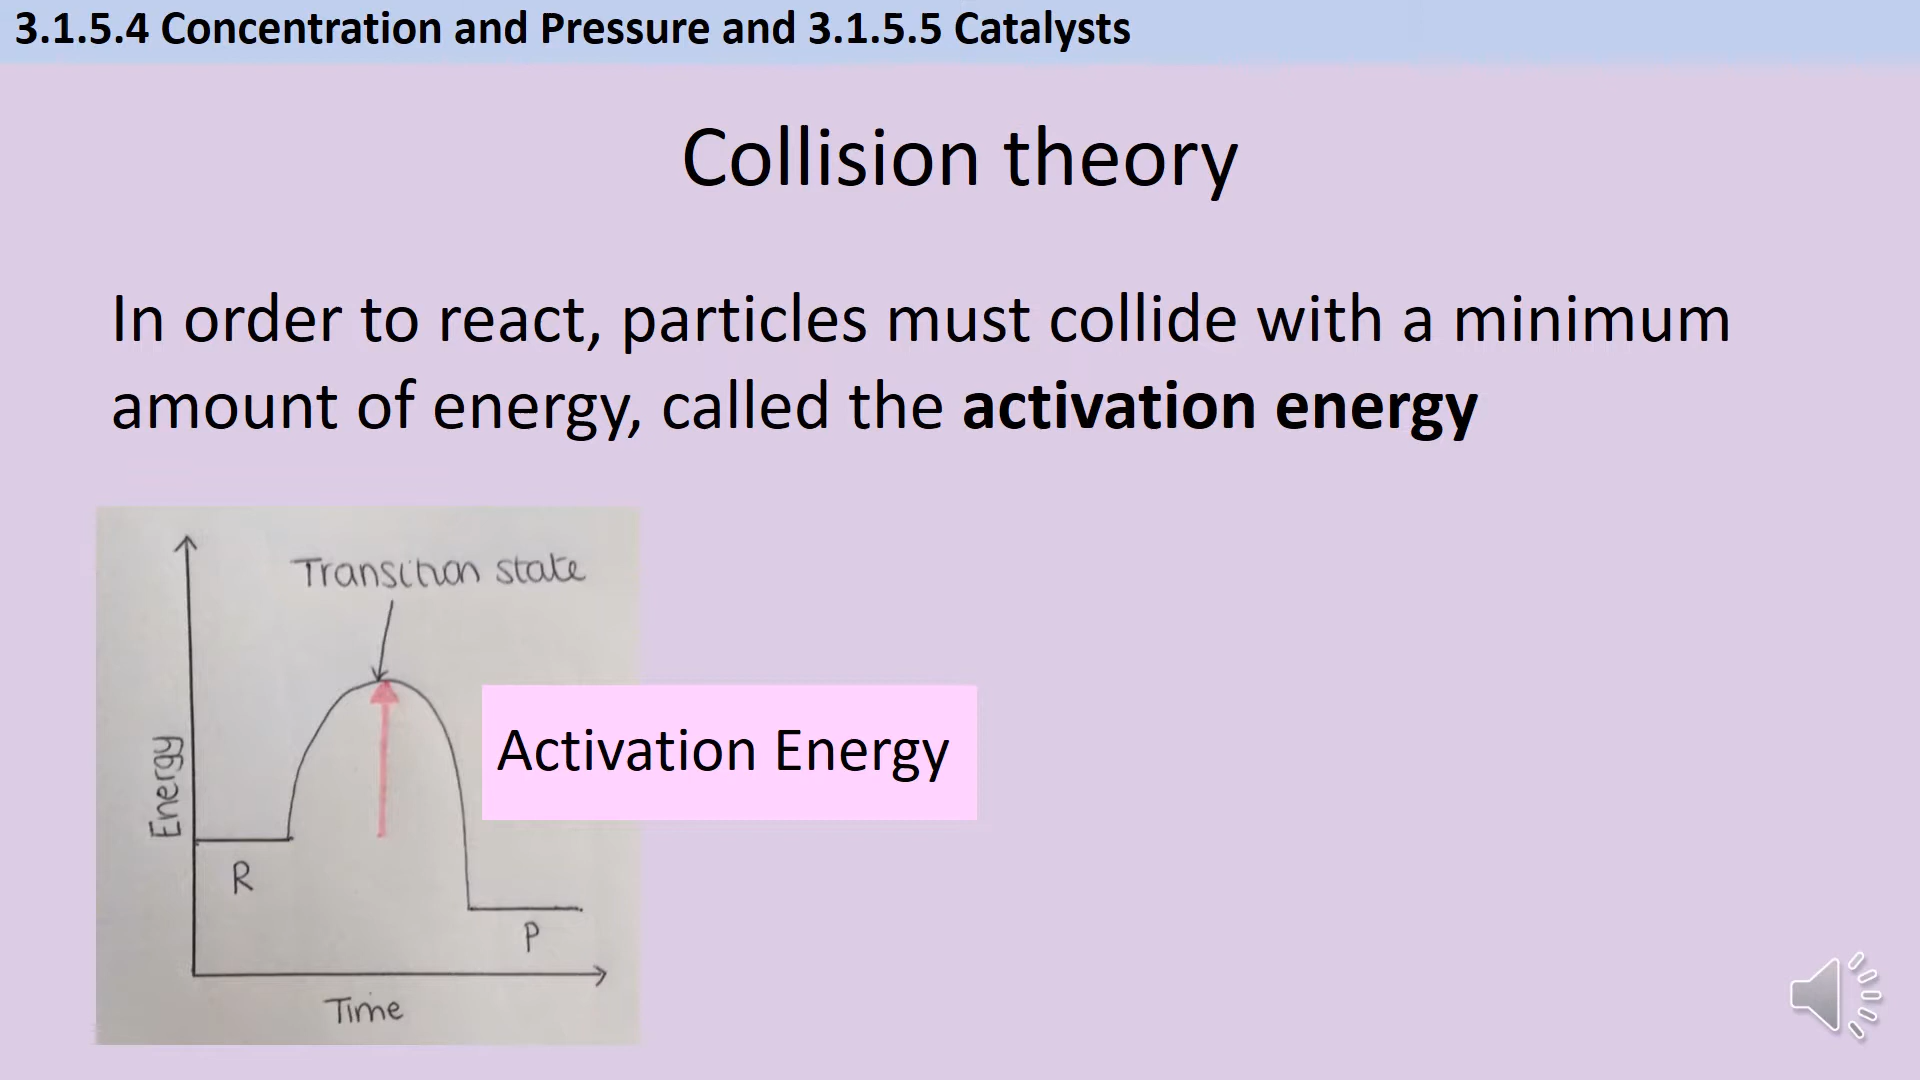 3.1.5.4 Concentration and Pressure and 3.1.5.5 Catalysts
Collision theory
In order to react, particles must collide with a minimum
amount of energy, called the activation energy
Transition state
Activation Energy
Energy
R
P
Time